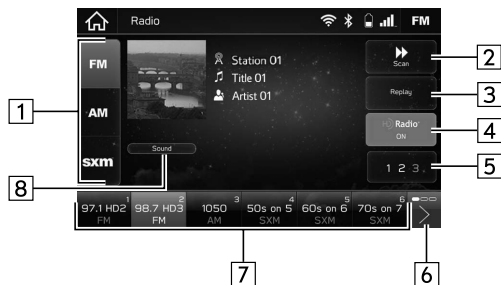 Radio FM
FM
AM
sxm
Station 01
Title 01
Artist 01
Sound
Scan
Replay
HD Radio
ON
1 2 3.
1
97.1 HD2
FM
2
98.7 HD3
FM
3
1050
AM
4
50s on 5
SXM
5
60s on 6
SXM
6
70s on 7
SXM
1
2
3
4
5
6
7
8